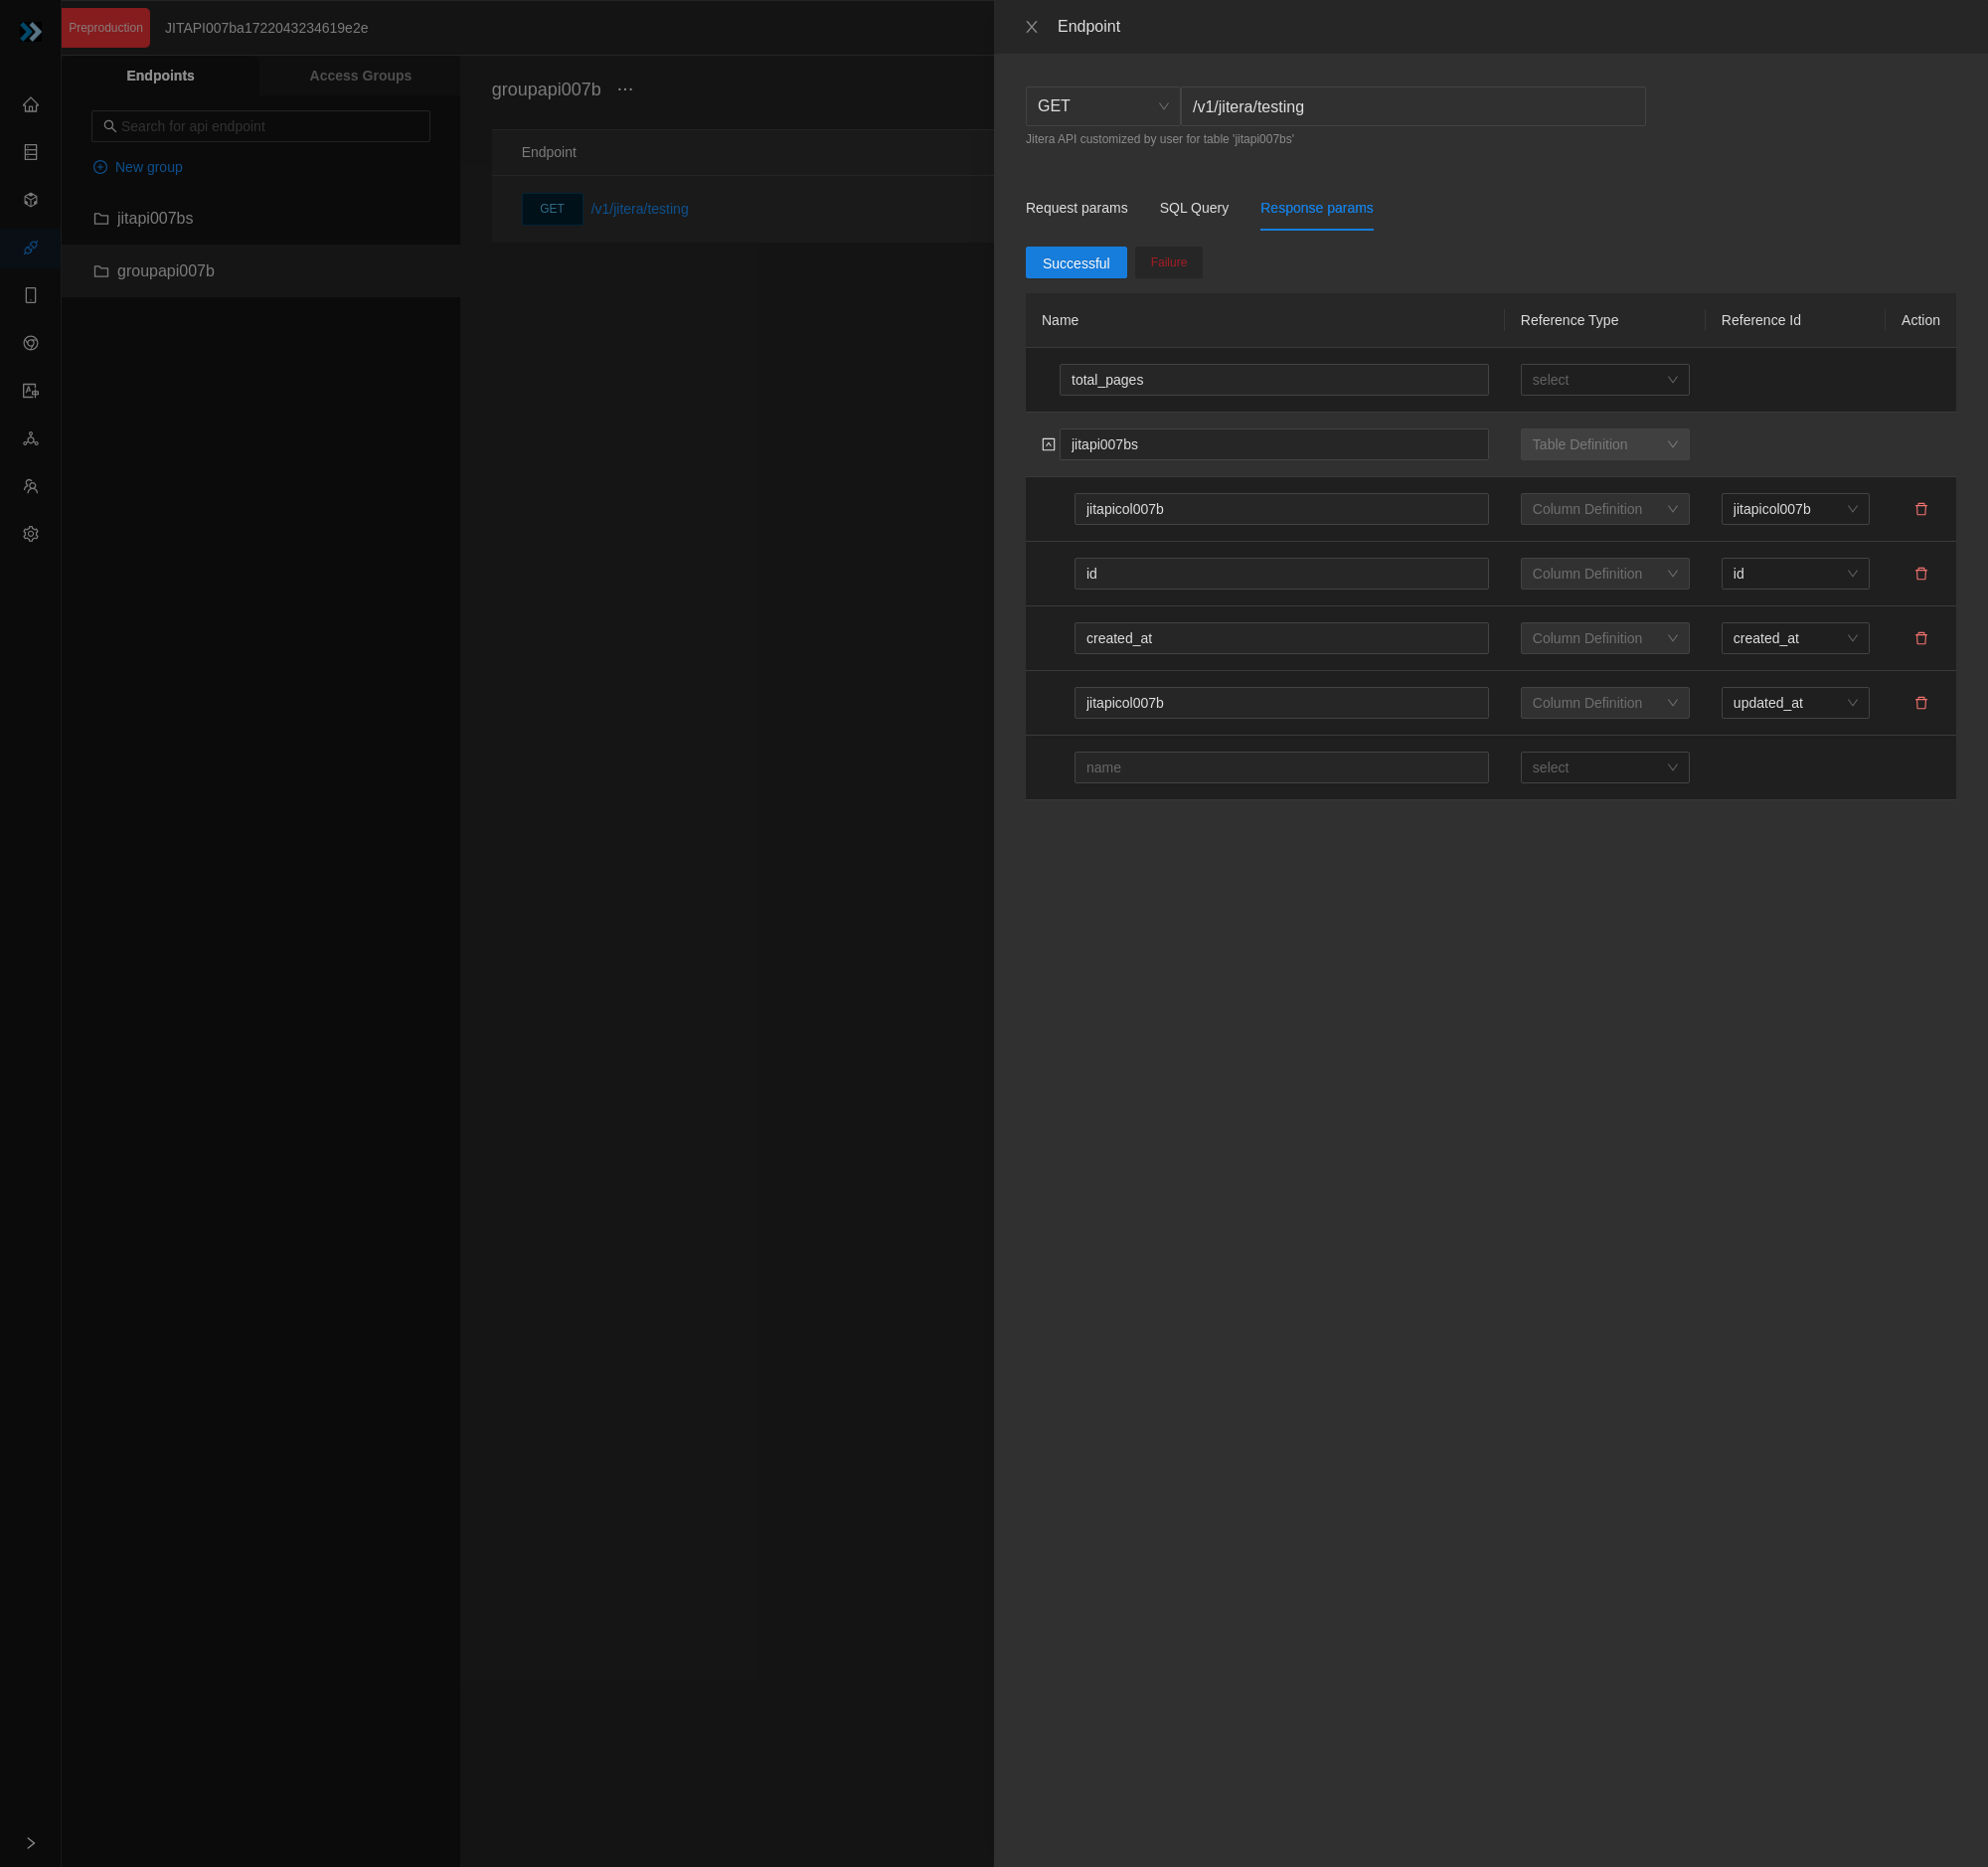 Preproduction
JITAPI007ba1722043234619e2e
Endpoints
Access Groups
Search for api endpoint
New group
jitapi007bs
groupapi007b
groupapi007b
Endpoint
GET /v1/jitera/testing
Endpoint
GET /v1/jitera/testing
Jitera API customized by user for table 'jitapi007bs'
Request params SQL Query Response params
Successful Failure
Name Reference Type Reference Id Action
total_pages select
jitapi007bs Table Definition
jitapicol007b Column Definition jitapicol007b
id Column Definition id
created_at Column Definition created_at
jitapicol007b Column Definition updated_at
name select